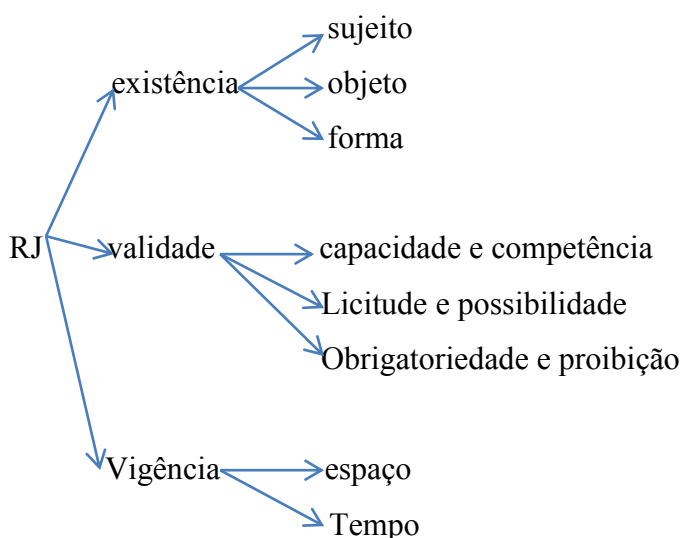 sujeito
existência
objeto
forma
RJ
validade
capacidade e competência
Licitude e possibilidade
Obrigatoriedade e proibição
Vigência
espaço
Tempo